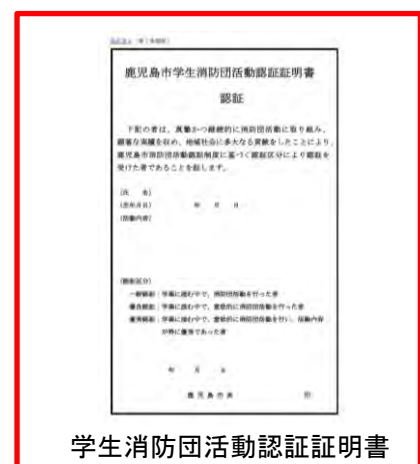 鹿児島市学生消防団活動認証証明書
認証
下記の者は、真摯かつ継続的に消防団活動に取り組み、
顕著な実績を収め、地域社会に多大なる貢献をしたことにより、
鹿児島市消防団活動認証制度に基づく認証区分により認証を
受けた者であることを証します。
(氏 名)
(生年月日) 年 月 日
(活動内容)
(認証区分)
一般認証:学業に励む中で、消防団活動を行った者
優良認証:学業に励む中で、意欲的に消防団活動を行った者
優秀認証:学業に励む中で、意欲的に消防団活動を行い、活動内容
が特に優秀であった者
年 月 日
鹿児島市長 印
学生消防団活動認証証明書